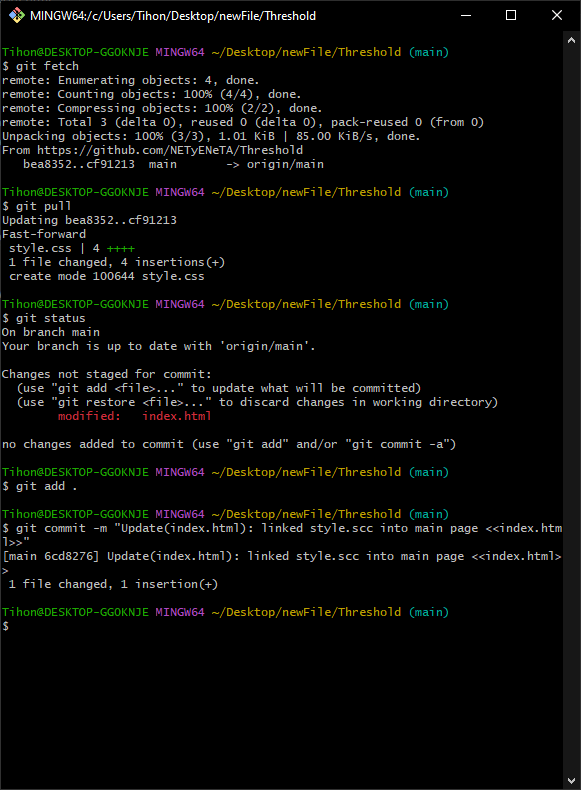 MINGW64:/c/Users/Tihon/Desktop/newFile/Threshold
Tihon@DESKTOP-GGOKNJE MINGW64 ~/Desktop/newFile/Threshold (main)
$ git fetch
remote: Enumerating objects: 4, done.
remote: Counting objects: 100% (4/4), done.
remote: Compressing objects: 100% (2/2), done.
remote: Total 3 (delta 0), reused 0 (delta 0), pack-reused 0 (from 0)
Unpacking objects: 100% (3/3), 1.01 KiB | 85.00 KiB/s, done.
From https://github.com/NETyENeTA/Threshold
   bea8352..cf91213  main       -> origin/main
Tihon@DESKTOP-GGOKNJE MINGW64 ~/Desktop/newFile/Threshold (main)
$ git pull
Updating bea8352..cf91213
Fast-forward
 style.css | 4 ++++
 1 file changed, 4 insertions(+)
 create mode 100644 style.css
Tihon@DESKTOP-GGOKNJE MINGW64 ~/Desktop/newFile/Threshold (main)
$ git status
On branch main
Your branch is up to date with 'origin/main'.
Changes not staged for commit:
  (use "git add <file>..." to update what will be committed)
  (use "git restore <file>..." to discard changes in working directory)
        modified:   index.html
no changes added to commit (use "git add" and/or "git commit -a")
Tihon@DESKTOP-GGOKNJE MINGW64 ~/Desktop/newFile/Threshold (main)
$ git add .
Tihon@DESKTOP-GGOKNJE MINGW64 ~/Desktop/newFile/Threshold (main)
$ git commit -m "Update(index.html): linked style.scc into main page <<index.htm
l>>"
[main 6cd8276] Update(index.html): linked style.scc into main page <<index.html>
>
 1 file changed, 1 insertion(+)
Tihon@DESKTOP-GGOKNJE MINGW64 ~/Desktop/newFile/Threshold (main)
$